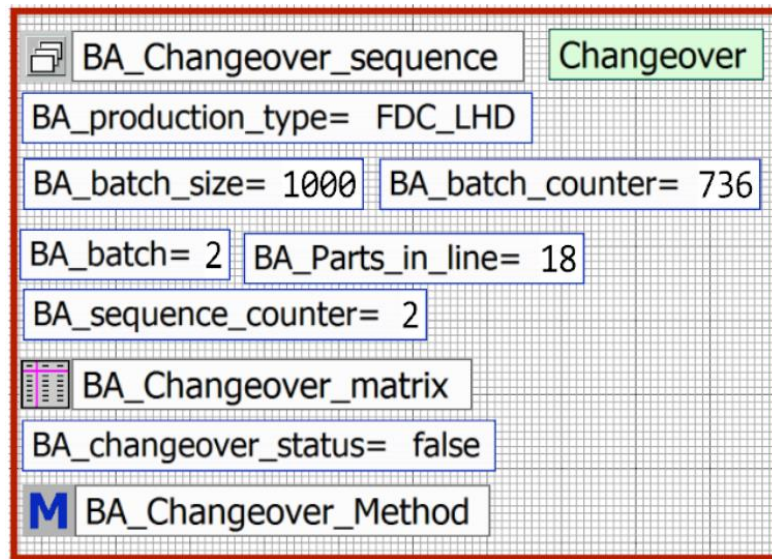 BA_Changeover_sequence Changeover
BA_production_type= FDC_LHD
BA_batch_size= 1000 BA_batch_counter= 736
BA_batch= 2 BA_Parts_in_line= 18
BA_sequence_counter= 2
BA_Changeover_matrix
BA_changeover_status= false
M BA_Changeover_Method